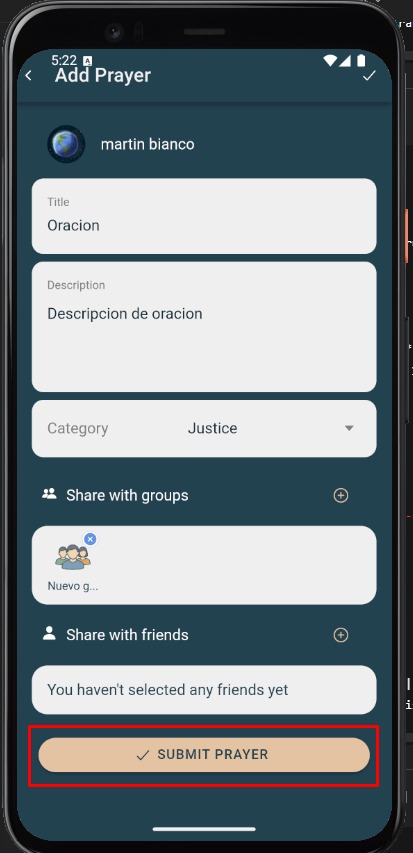 5:22 A
Add Prayer
martin bianco
Title
Oracion
Description
Descripcion de oracion
Category Justice
Share with groups
Nuevo g...
Share with friends
You haven't selected any friends yet
SUBMIT PRAYER